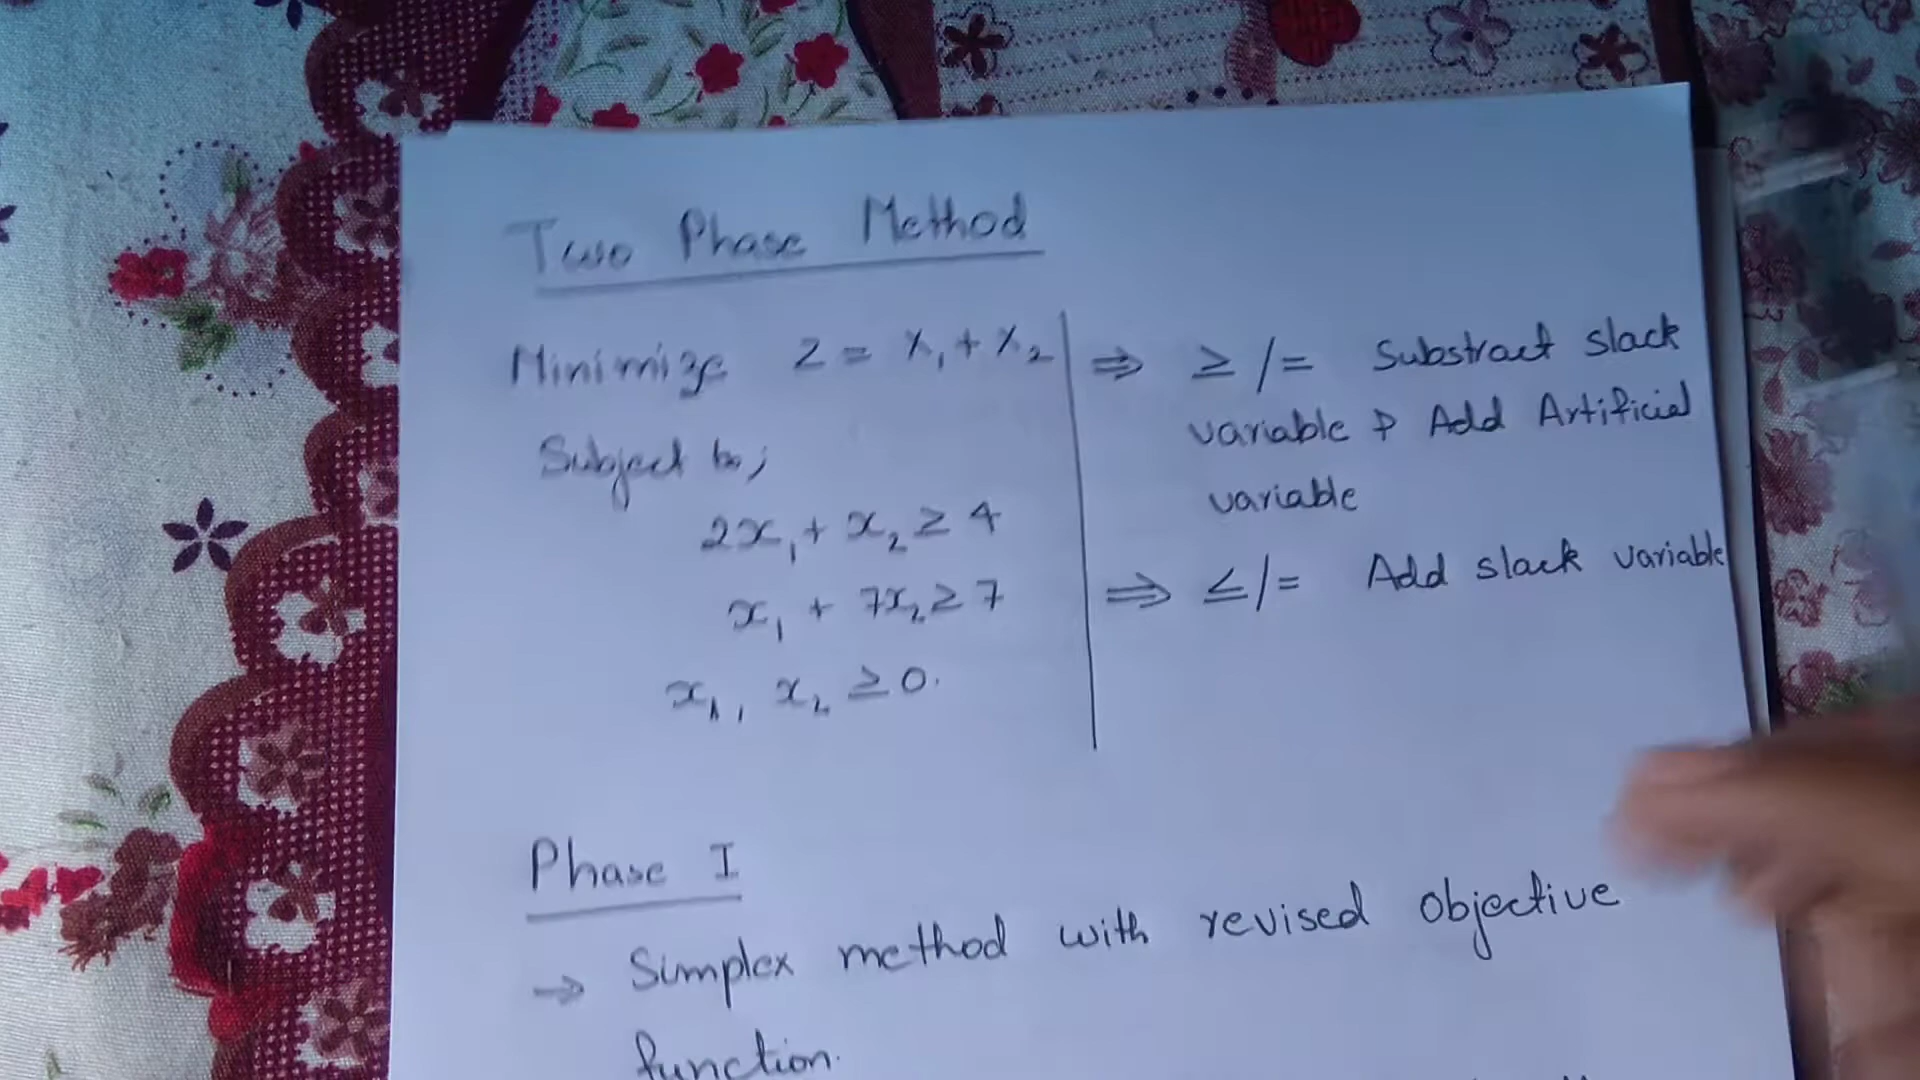 Two Phase Method
Minimize Z = x₁ + x₂
Subject to;
2x₁ + x₂ ≥ 4
x₁ + 7x₂ ≥ 7
x₁, x₂ ≥ 0.
⇒ ≥/= Substract slack
variable & Add Artificial
variable
⇒ ≤/= Add slack variable
Phase I
→ Simplex method with revised objective
function.